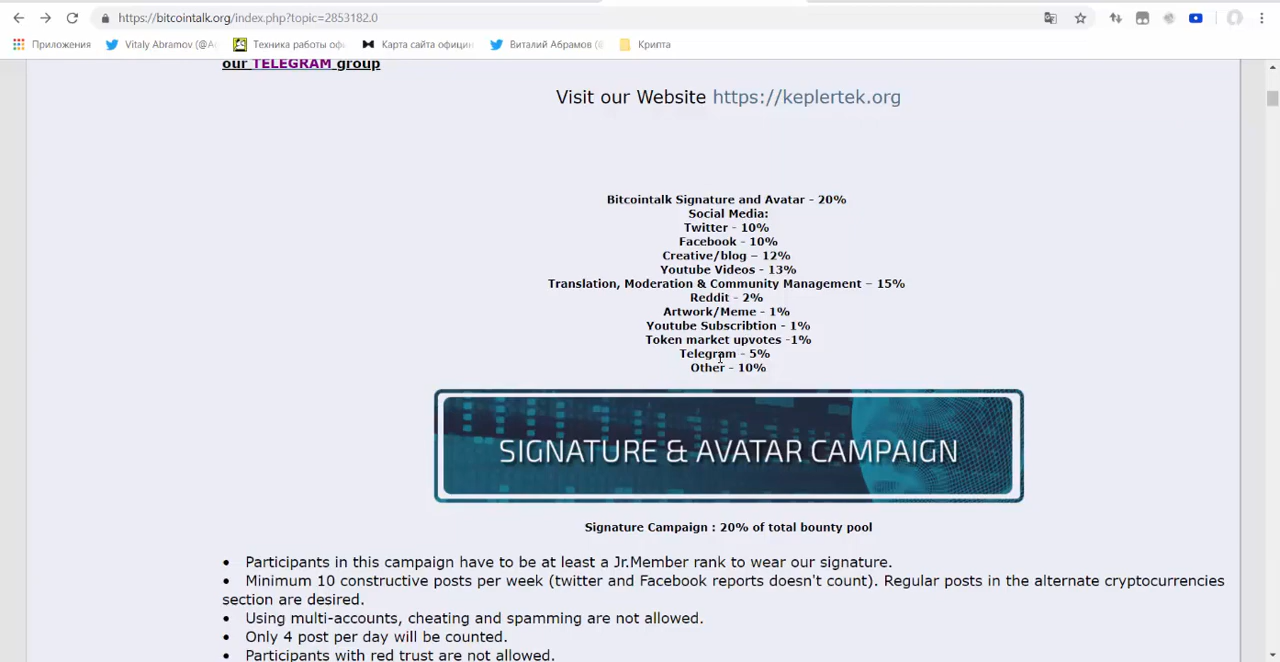 https://bitcointalk.org/index.php?topic=2853182.0
Приложения Vitaly Abramov (@Ac Техника работы офи Карта сайта официн Виталий Абрамов (@ Крипта
our TELEGRAM group
Visit our Website https://keplertek.org
Bitcointalk Signature and Avatar - 20%
Social Media:
Twitter - 10%
Facebook - 10%
Creative/blog – 12%
Youtube Videos - 13%
Translation, Moderation & Community Management – 15%
Reddit - 2%
Artwork/Meme - 1%
Youtube Subscribtion - 1%
Token market upvotes -1%
Telegram - 5%
Other - 10%
SIGNATURE & AVATAR CAMPAIGN
Signature Campaign : 20% of total bounty pool
• Participants in this campaign have to be at least a Jr.Member rank to wear our signature.
• Minimum 10 constructive posts per week (twitter and Facebook reports doesn't count). Regular posts in the alternate cryptocurrencies
section are desired.
• Using multi-accounts, cheating and spamming are not allowed.
• Only 4 post per day will be counted.
• Participants with red trust are not allowed.